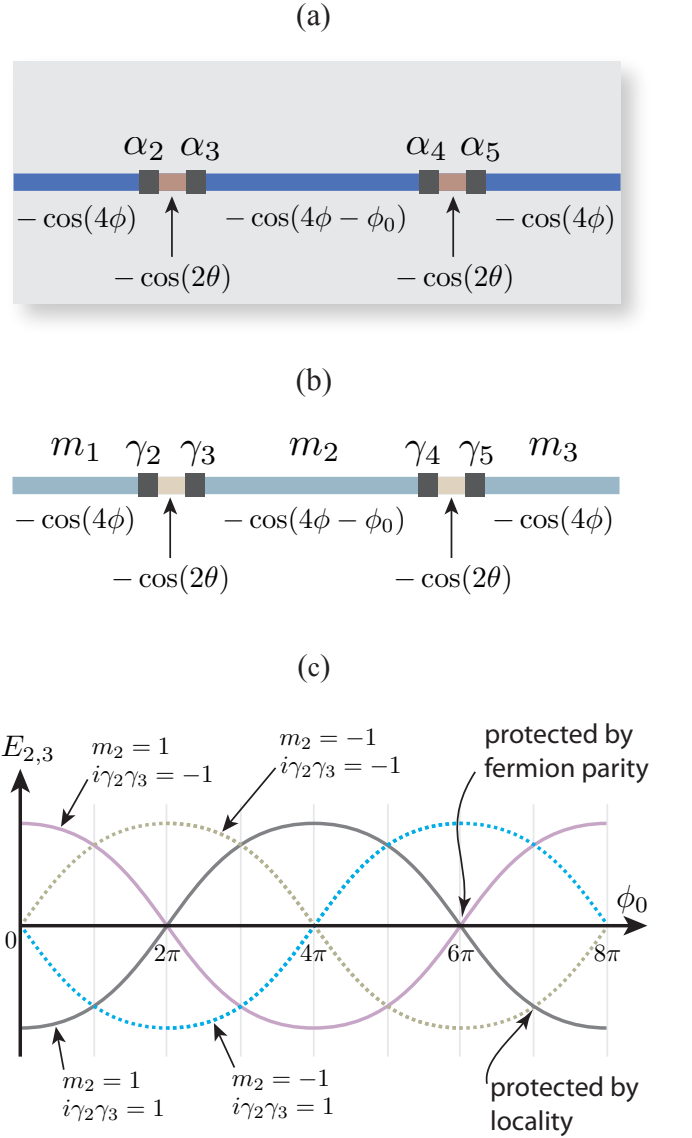 (a)
α₂ α₃ α₄ α₅
− cos(4ϕ) − cos(4ϕ − ϕ₀) − cos(4ϕ)
− cos(2θ) − cos(2θ)
(b)
m₁ γ₂ γ₃ m₂ γ₄ γ₅ m₃
− cos(4ϕ) − cos(4ϕ − ϕ₀) − cos(4ϕ)
− cos(2θ) − cos(2θ)
(c)
E₂,₃
m₂ = 1
iγ₂γ₃ = −1
m₂ = −1
iγ₂γ₃ = −1
protected by
fermion parity
ϕ₀
0 2π 4π 6π 8π
m₂ = 1
iγ₂γ₃ = 1
m₂ = −1
iγ₂γ₃ = 1
protected by
locality